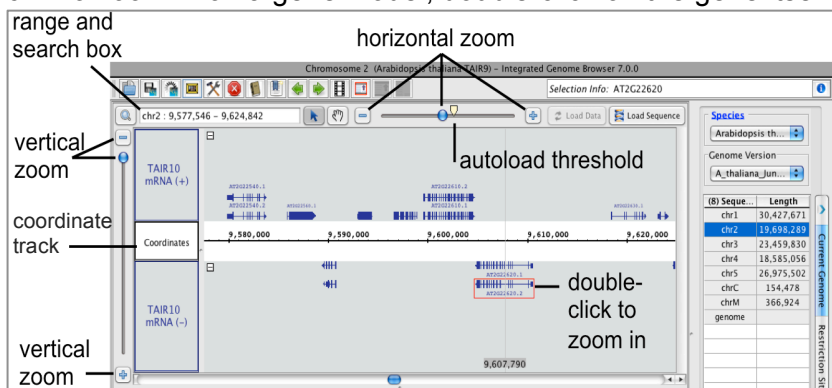 range and
search box
horizontal zoom
Chromosome 2 (Arabidopsis thaliana TAIR9) - Integrated Genome Browser 7.0.0
Selection Info: AT2G22620
chr2 : 9,577,546 - 9,624,842
Load Data
Load Sequence
Species
Arabidopsis th...
Genome Version
A_thaliana_Jun...
(8) Seque... Length
chr1 30,427,671
chr2 19,698,289
chr3 23,459,830
chr4 18,585,056
chr5 26,975,502
chrC 154,478
chrM 366,924
genome
Current Genome
vertical
zoom
autoload threshold
TAIR10
mRNA (+)
AT2G22540.1
AT2G22610.2
AT2G22610.1
coordinate
track
Coordinates
9,580,000 9,590,000 9,600,000 9,610,000 9,620,000
TAIR10
mRNA (-)
AT2G22620.1
AT2G22620.2
double-
click to
zoom in
vertical
zoom
9,607,790